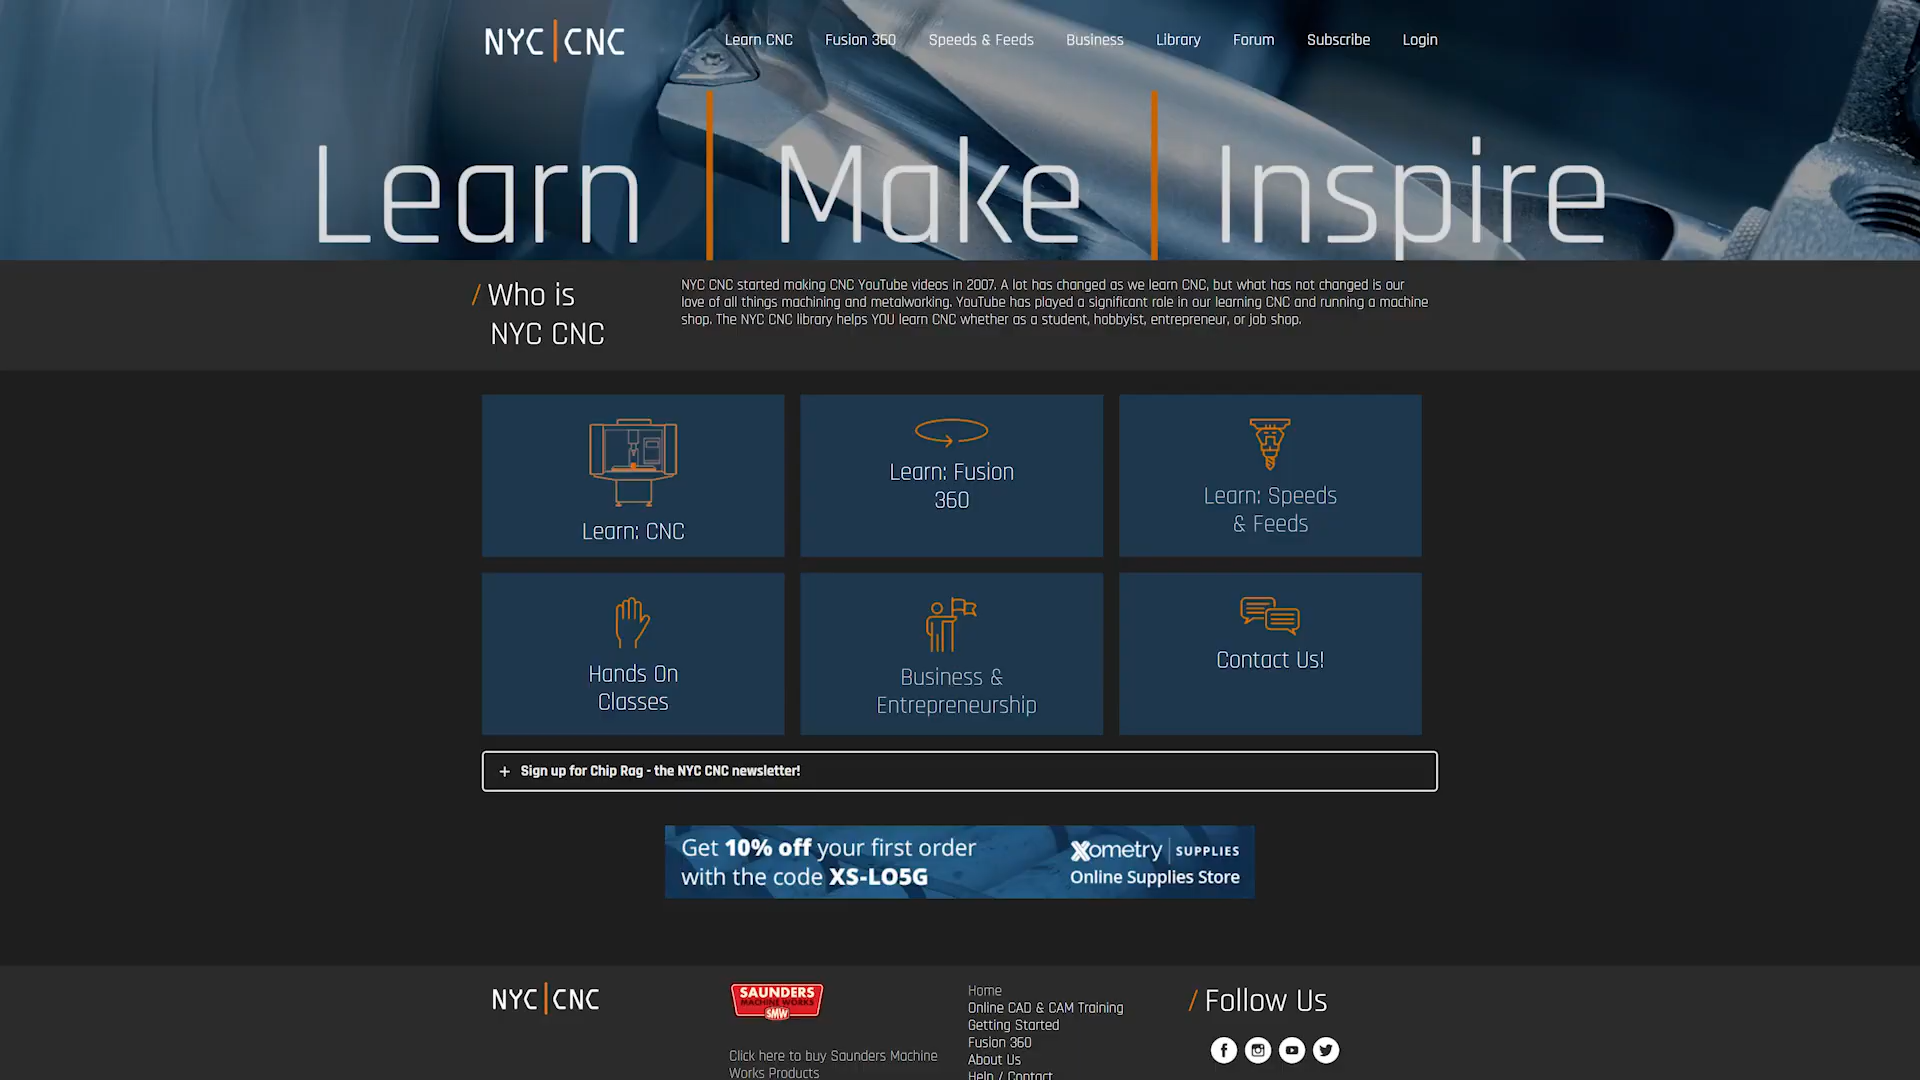 NYC CNC
Learn CNC Fusion 360 Speeds & Feeds Business Library Forum Subscribe Login
Learn Make Inspire
/ Who is
NYC CNC
NYC CNC started making CNC YouTube videos in 2007. A lot has changed as we learn CNC, but what has not changed is our
love of all things machining and metalworking. YouTube has played a significant role in our learning CNC and running a machine
shop. The NYC CNC library helps YOU learn CNC whether as a student, hobbyist, entrepreneur, or job shop.
Learn: CNC
Learn: Fusion
360
Learn: Speeds
& Feeds
Hands On
Classes
Business &
Entrepreneurship
Contact Us!
+ Sign up for Chip Rag - the NYC CNC newsletter!
Get 10% off your first order
with the code XS-LO5G
Xometry SUPPLIES
Online Supplies Store
NYC CNC
SAUNDERS
MACHINE WORKS
SMW
Click here to buy Saunders Machine
Works Products
Home
Online CAD & CAM Training
Getting Started
Fusion 360
About Us
Help / Contact
/ Follow Us